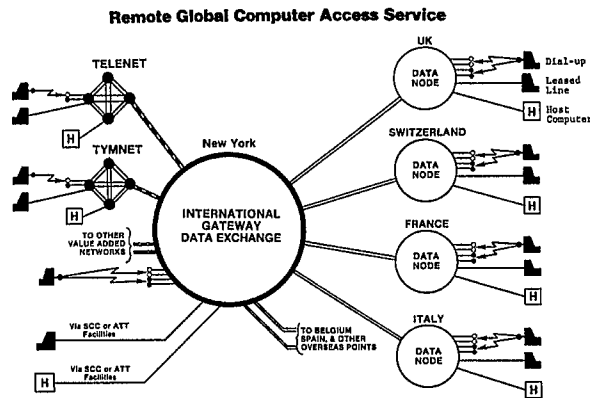 Remote Global Computer Access Service
TELENET
H
TYMNET
H
TO OTHER
VALUE ADDED
NETWORKS
Via SCC or ATT
Facilities
Via SCC or ATT
Facilities
H
New York
INTERNATIONAL
GATEWAY
DATA EXCHANGE
TO BELGIUM
SPAIN, & OTHER
OVERSEAS POINTS
UK
DATA
NODE
Dial-up
Leased
Line
H
Host
Computer
SWITZERLAND
DATA
NODE
H
FRANCE
DATA
NODE
H
ITALY
DATA
NODE
H